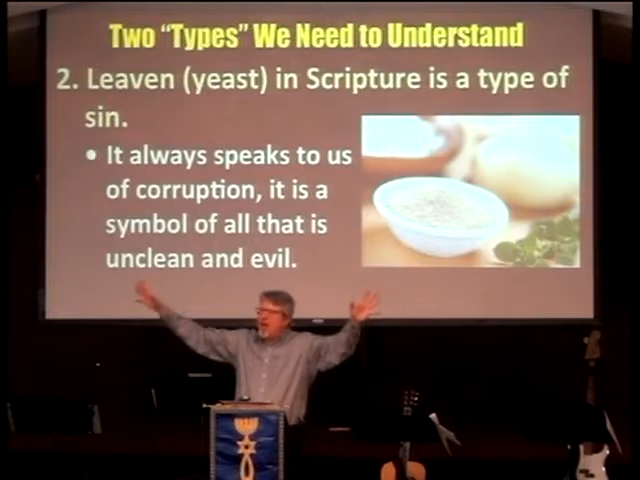 Two "Types" We Need to Understand
2. Leaven (yeast) in Scripture is a type of
sin.
• It always speaks to us
of corruption, it is a
symbol of all that is
unclean and evil.